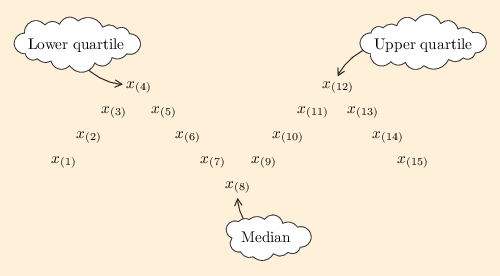 Lower quartile
Upper quartile
x(4) x(12)
x(3) x(5) x(11) x(13)
x(2) x(6) x(10) x(14)
x(1) x(7) x(9) x(15)
x(8)
Median